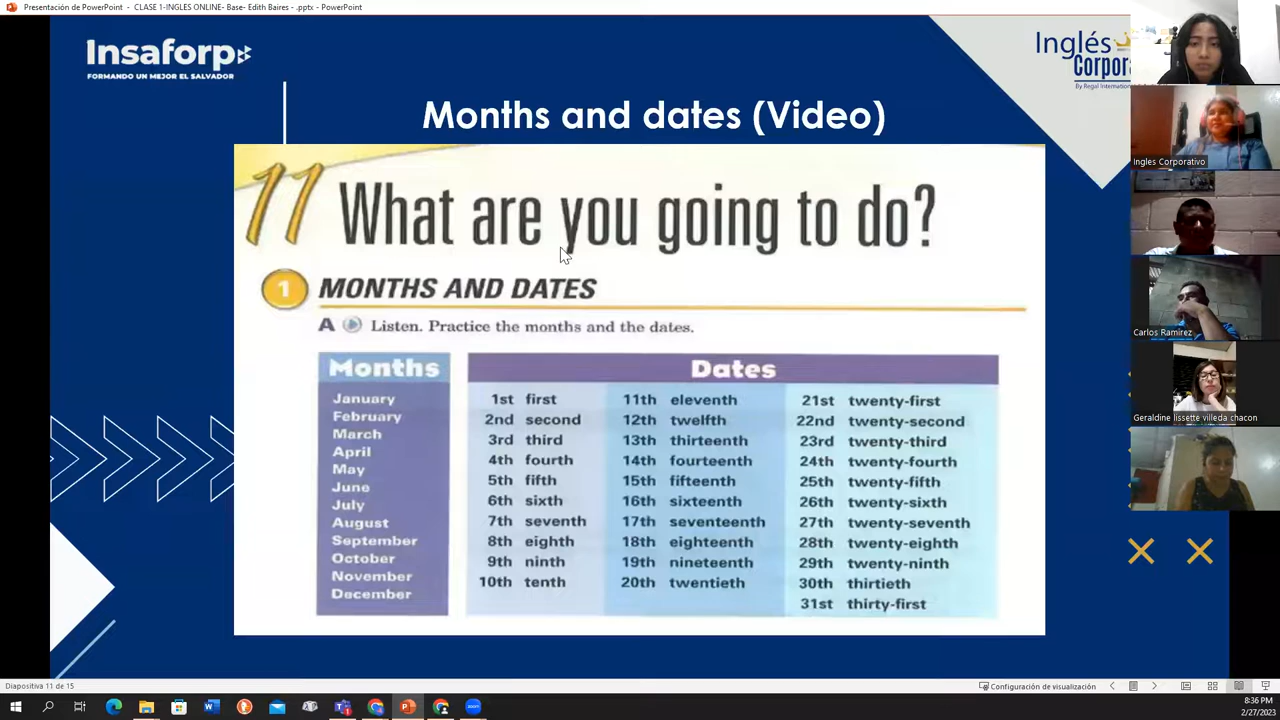 Presentación de PowerPoint - CLASE 1-INGLES ONLINE- Base- Edith Baires - .pptx - PowerPoint
Insaforp
FORMANDO UN MEJOR EL SALVADOR
Inglés
Corpora
By Regal Internationa
Months and dates (Video)
11 What are you going to do?
1 MONTHS AND DATES
A Listen. Practice the months and the dates.
Months
January
February
March
April
May
June
July
August
September
October
November
December
Dates
1st first
2nd second
3rd third
4th fourth
5th fifth
6th sixth
7th seventh
8th eighth
9th ninth
10th tenth
11th eleventh
12th twelfth
13th thirteenth
14th fourteenth
15th fifteenth
16th sixteenth
17th seventeenth
18th eighteenth
19th nineteenth
20th twentieth
21st twenty-first
22nd twenty-second
23rd twenty-third
24th twenty-fourth
25th twenty-fifth
26th twenty-sixth
27th twenty-seventh
28th twenty-eighth
29th twenty-ninth
30th thirtieth
31st thirty-first
Ingles Corporativo
Carlos Ramirez
Geraldine lissette villeda chacon
Diapositiva 11 de 15
Configuración de visualización
8:36 PM
2/27/2023